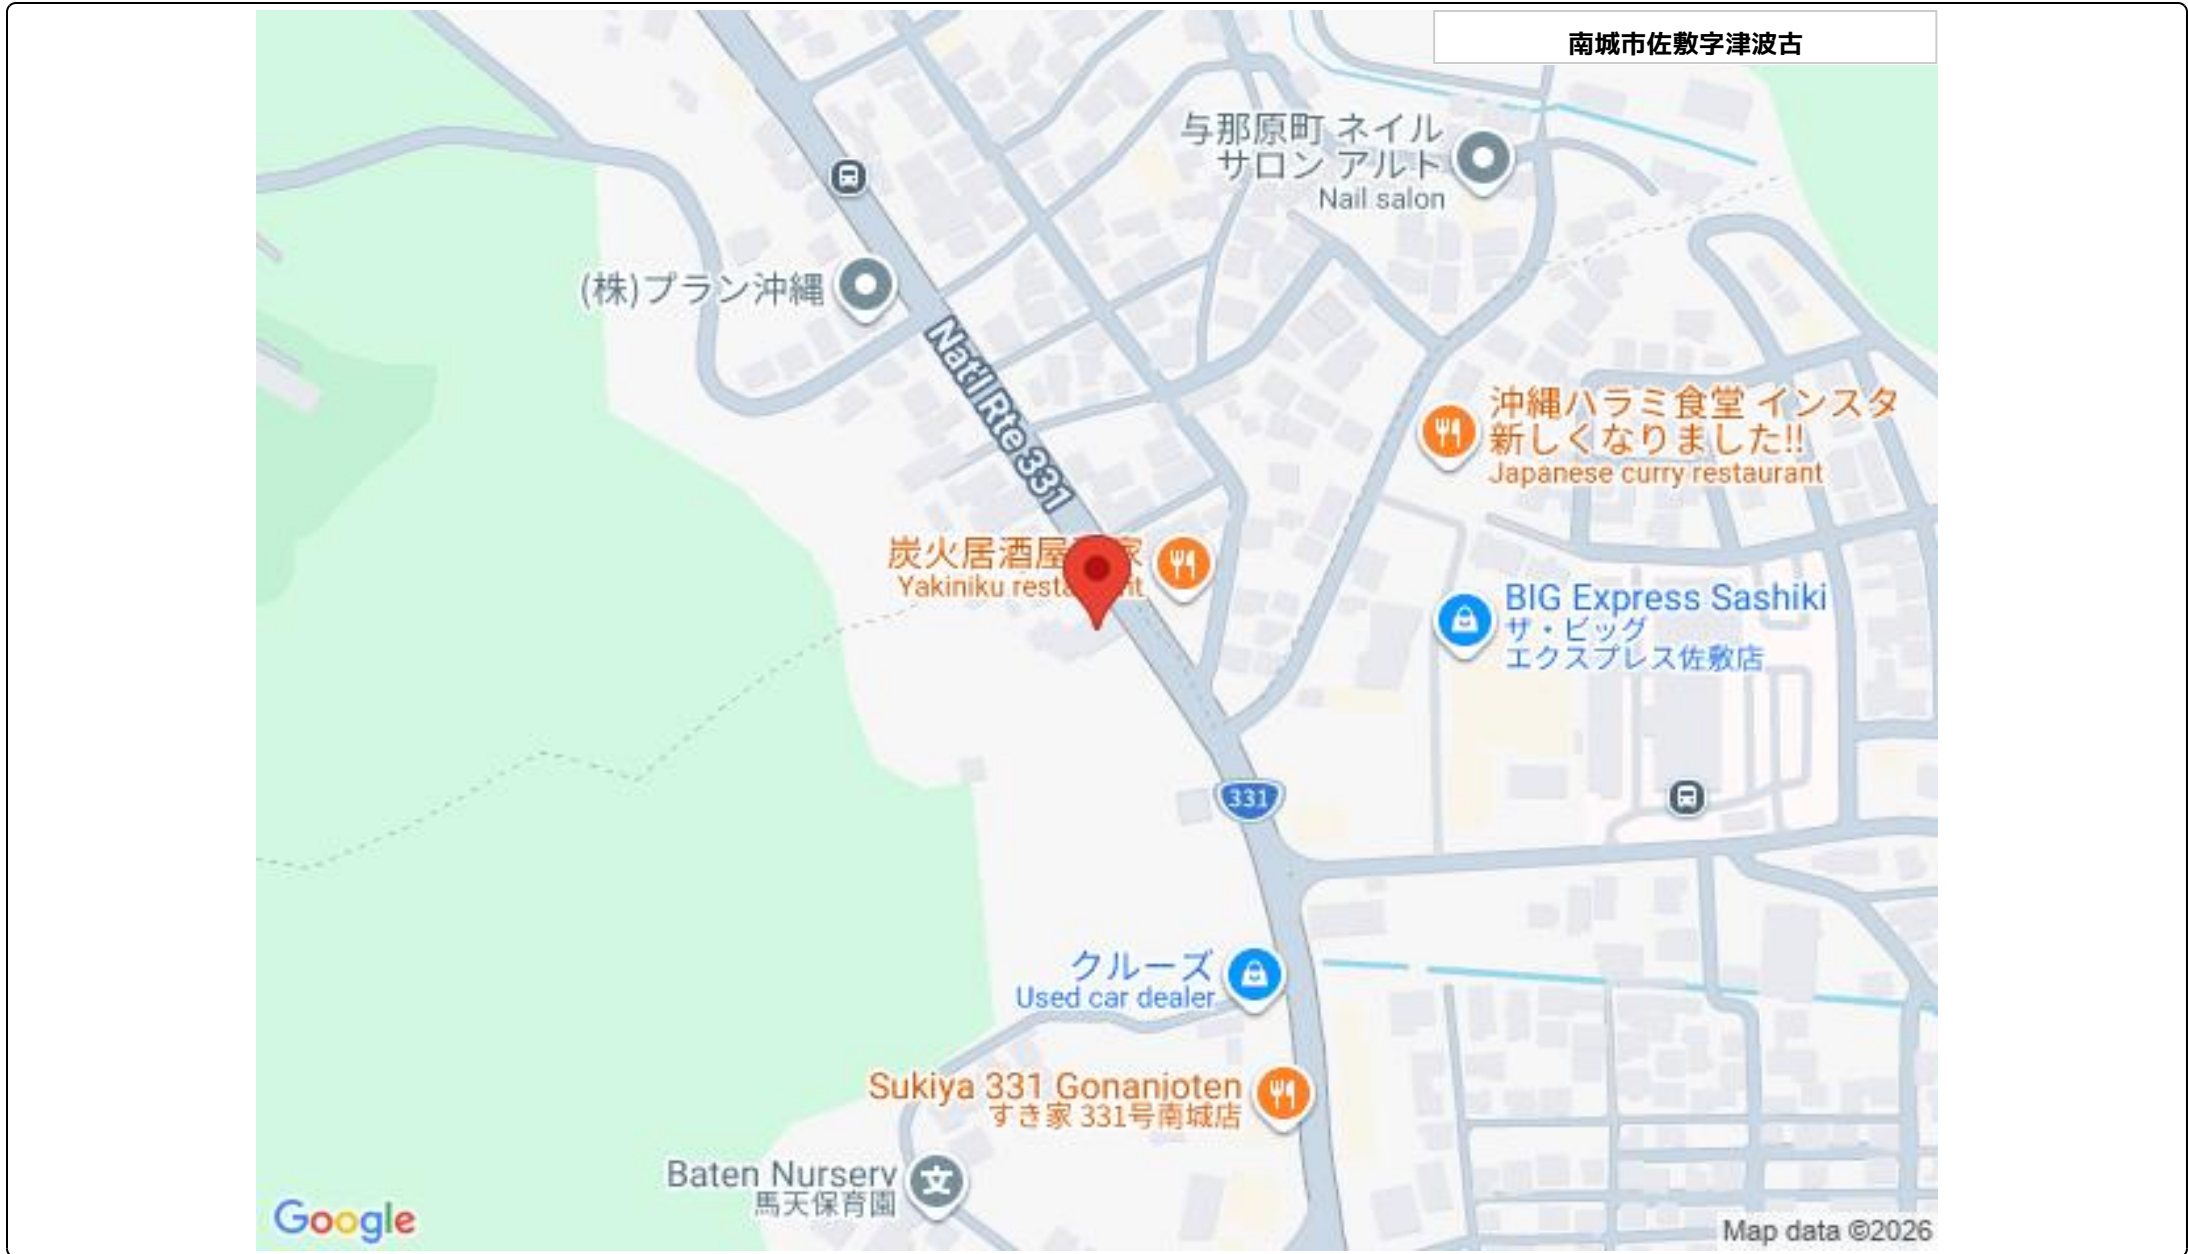 南城市佐敷字津波古
与那原町 ネイル
サロン アルト
Nail salon
(株)プラン沖縄
Nat'l Rte 331
沖縄ハラミ食堂 インスタ
新しくなりました!!
Japanese curry restaurant
炭火居酒屋
家
Yakiniku
BIG Express Sashiki
ザ・ビッグ
エクスプレス佐敷店
331
クルーズ
Used car dealer
Sukiya 331 Gonanjoten
すき家 331号南城店
Baten Nursery
馬天保育園
文
Google
Map data ©2026